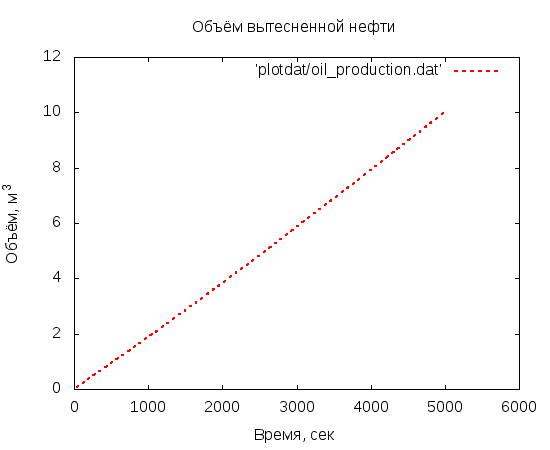 Объём вытесненной нефти
'plotdat/oil_production.dat'
12
10
8
6
4
2
0
Объём, м³
0 1000 2000 3000 4000 5000 6000
Время, сек